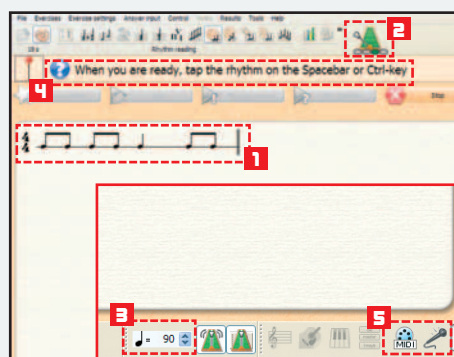 File Exercises Exercise settings Answer input Control Results Tools Help
2
Rhythm reading
When you are ready, tap the rhythm on the Spacebar or Ctrl-key
4
Stop
4
4
1
3
5
= 90
MIDI